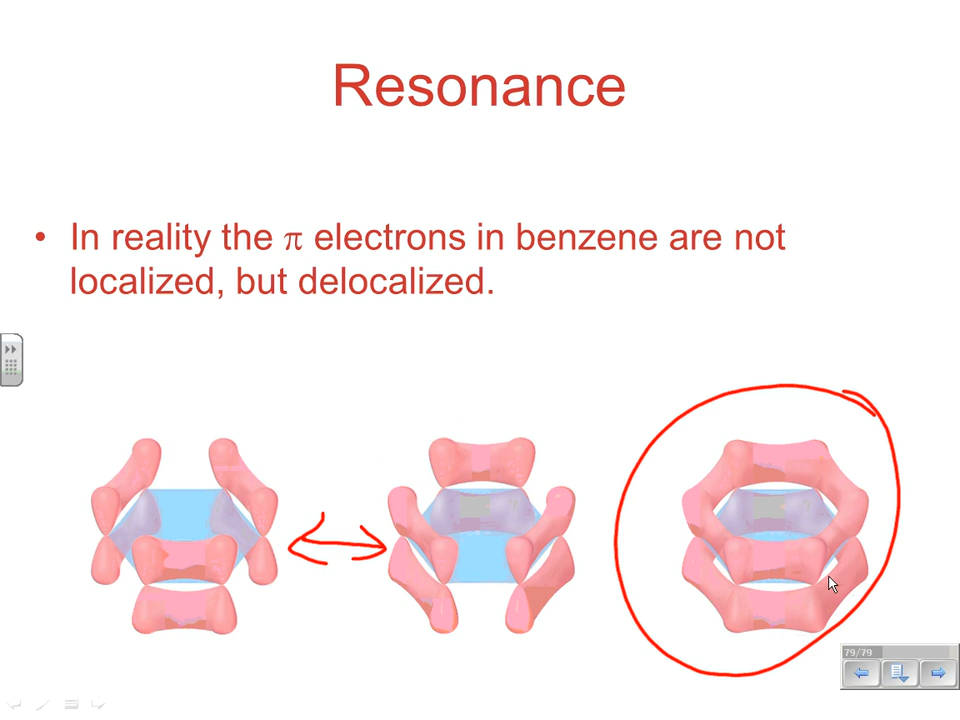 Resonance
• In reality the π electrons in benzene are not
localized, but delocalized.
79/79